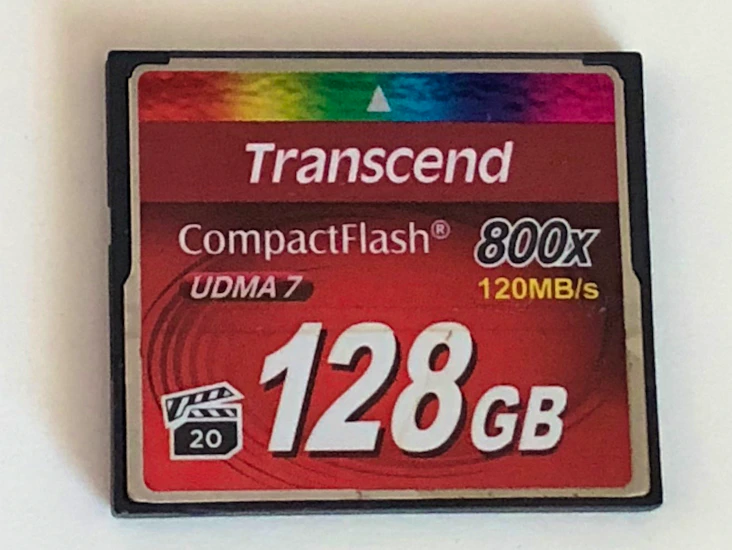 Transcend
CompactFlash® 800x
UDMA 7 120MB/s
20 128GB